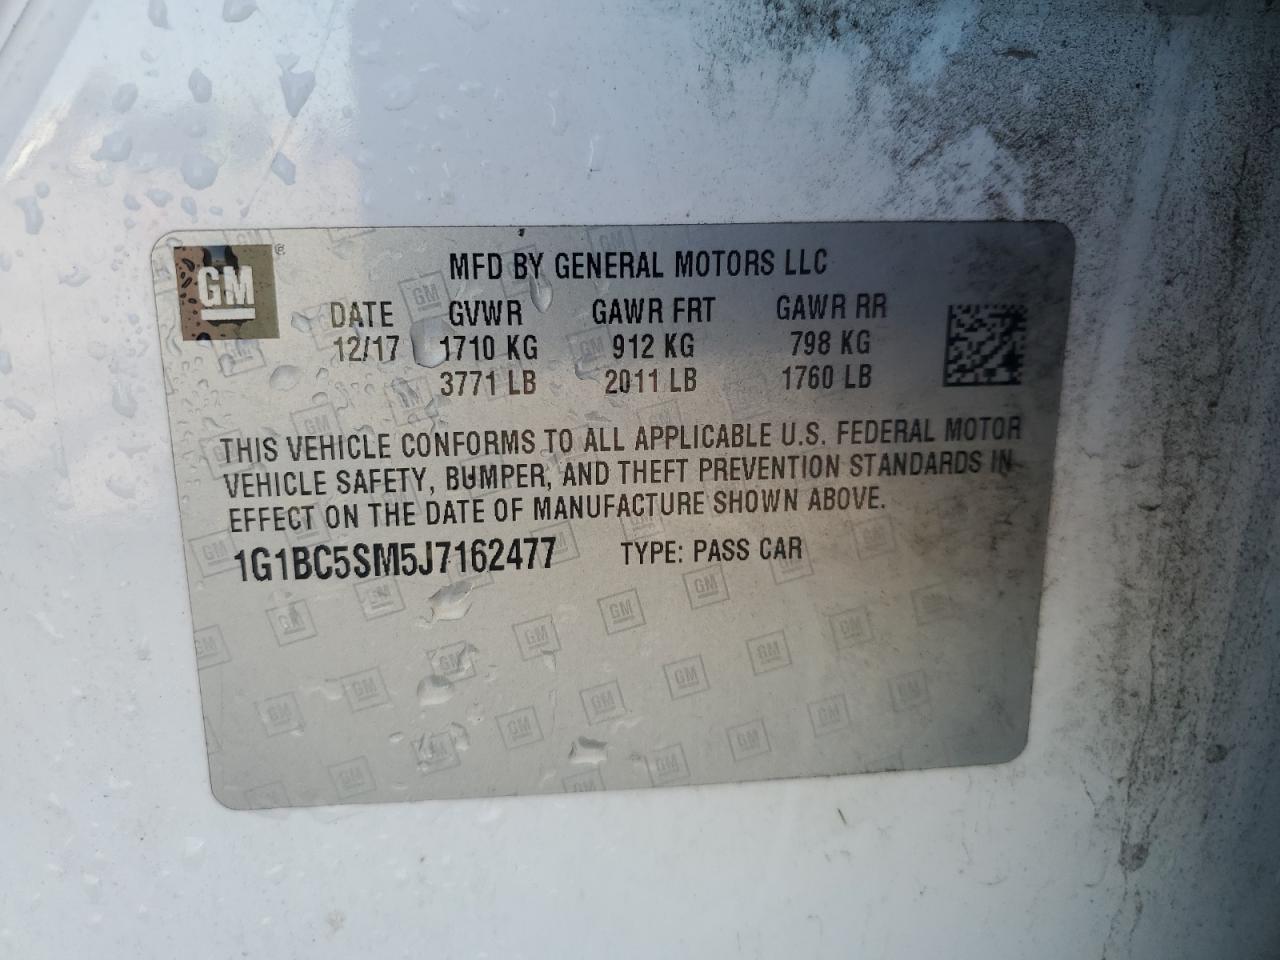 GM ®
MFD BY GENERAL MOTORS LLC
DATE GVWR GAWR FRT GAWR RR
12/17 1710 KG 912 KG 798 KG
3771 LB 2011 LB 1760 LB
THIS VEHICLE CONFORMS TO ALL APPLICABLE U.S. FEDERAL MOTOR
VEHICLE SAFETY, BUMPER, AND THEFT PREVENTION STANDARDS IN
EFFECT ON THE DATE OF MANUFACTURE SHOWN ABOVE.
1G1BC5SM5J7162477 TYPE: PASS CAR